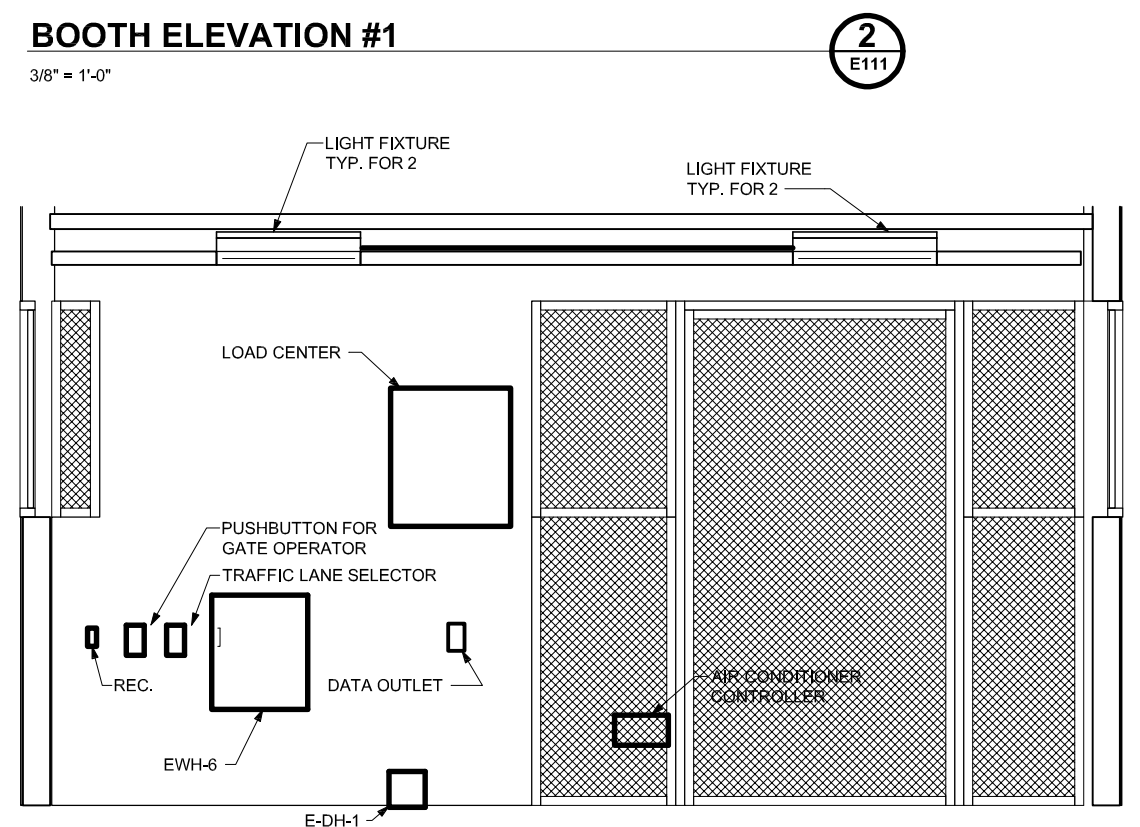 BOOTH ELEVATION #1
3/8" = 1'-0"
2
E111
LIGHT FIXTURE
TYP. FOR 2
LIGHT FIXTURE
TYP. FOR 2
LOAD CENTER
PUSHBUTTON FOR
GATE OPERATOR
TRAFFIC LANE SELECTOR
REC.
DATA OUTLET
AIR CONDITIONER
CONTROLLER
EWH-6
E-DH-1